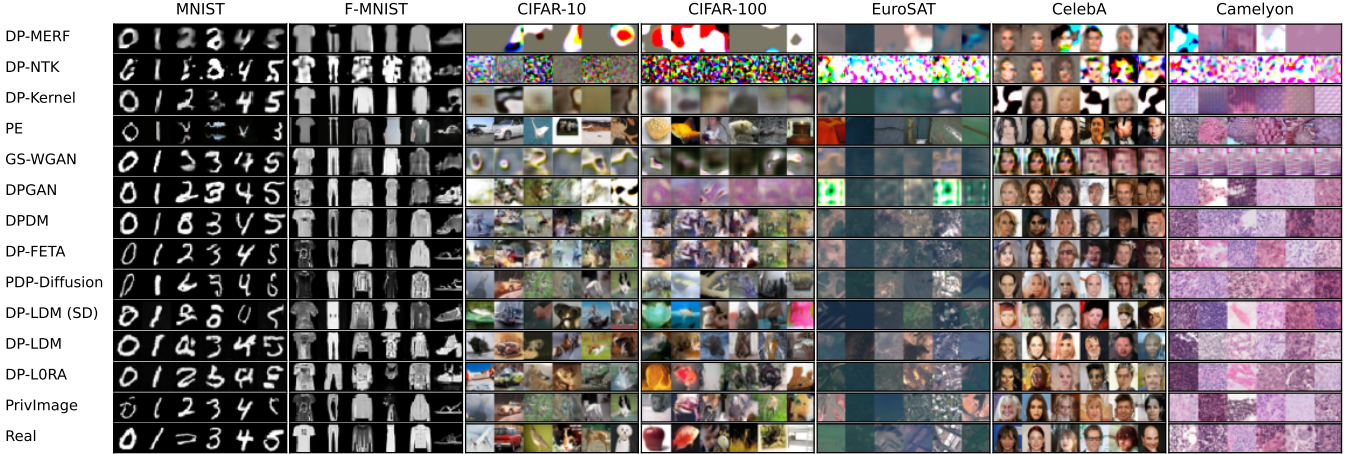 MNIST F-MNIST CIFAR-10 CIFAR-100 EuroSAT CelebA Camelyon
DP-MERF
DP-NTK
DP-Kernel
PE
GS-WGAN
DPGAN
DPDM
DP-FETA
PDP-Diffusion
DP-LDM (SD)
DP-LDM
DP-L0RA
PrivImage
Real